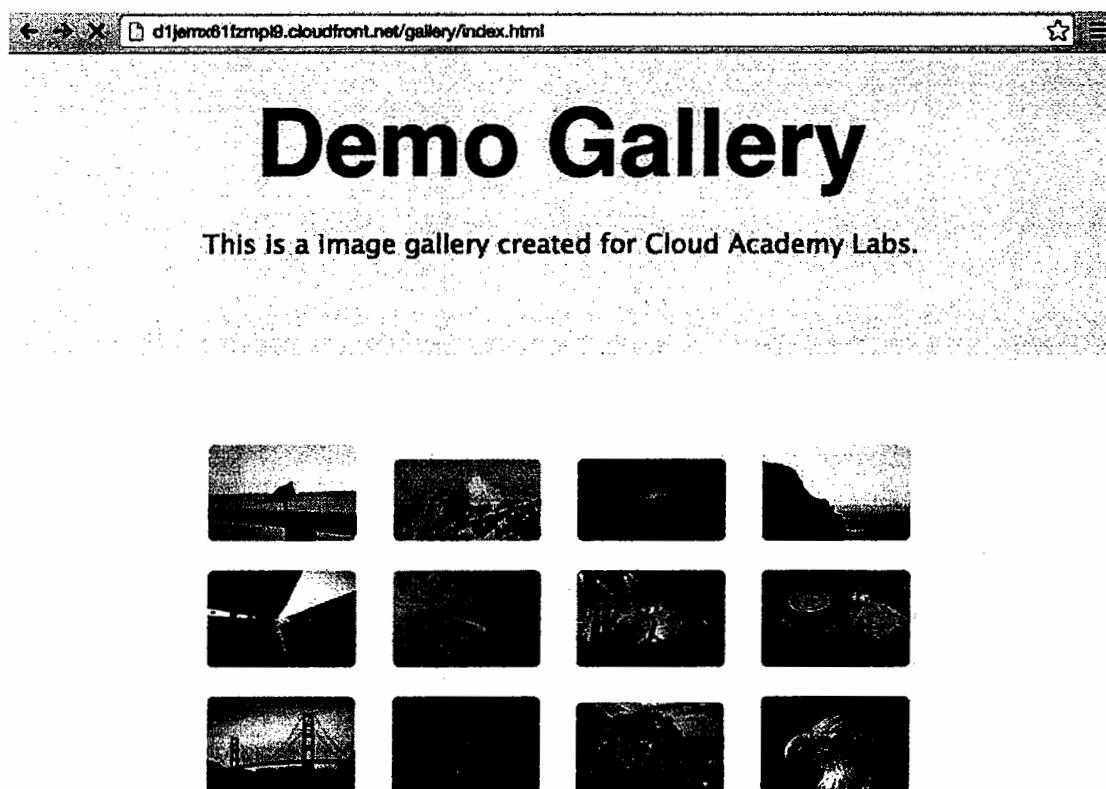 d1jemx61fzmpl9.cloudfront.net/gallery/index.html
Demo Gallery
This is a Image gallery created for Cloud Academy Labs.